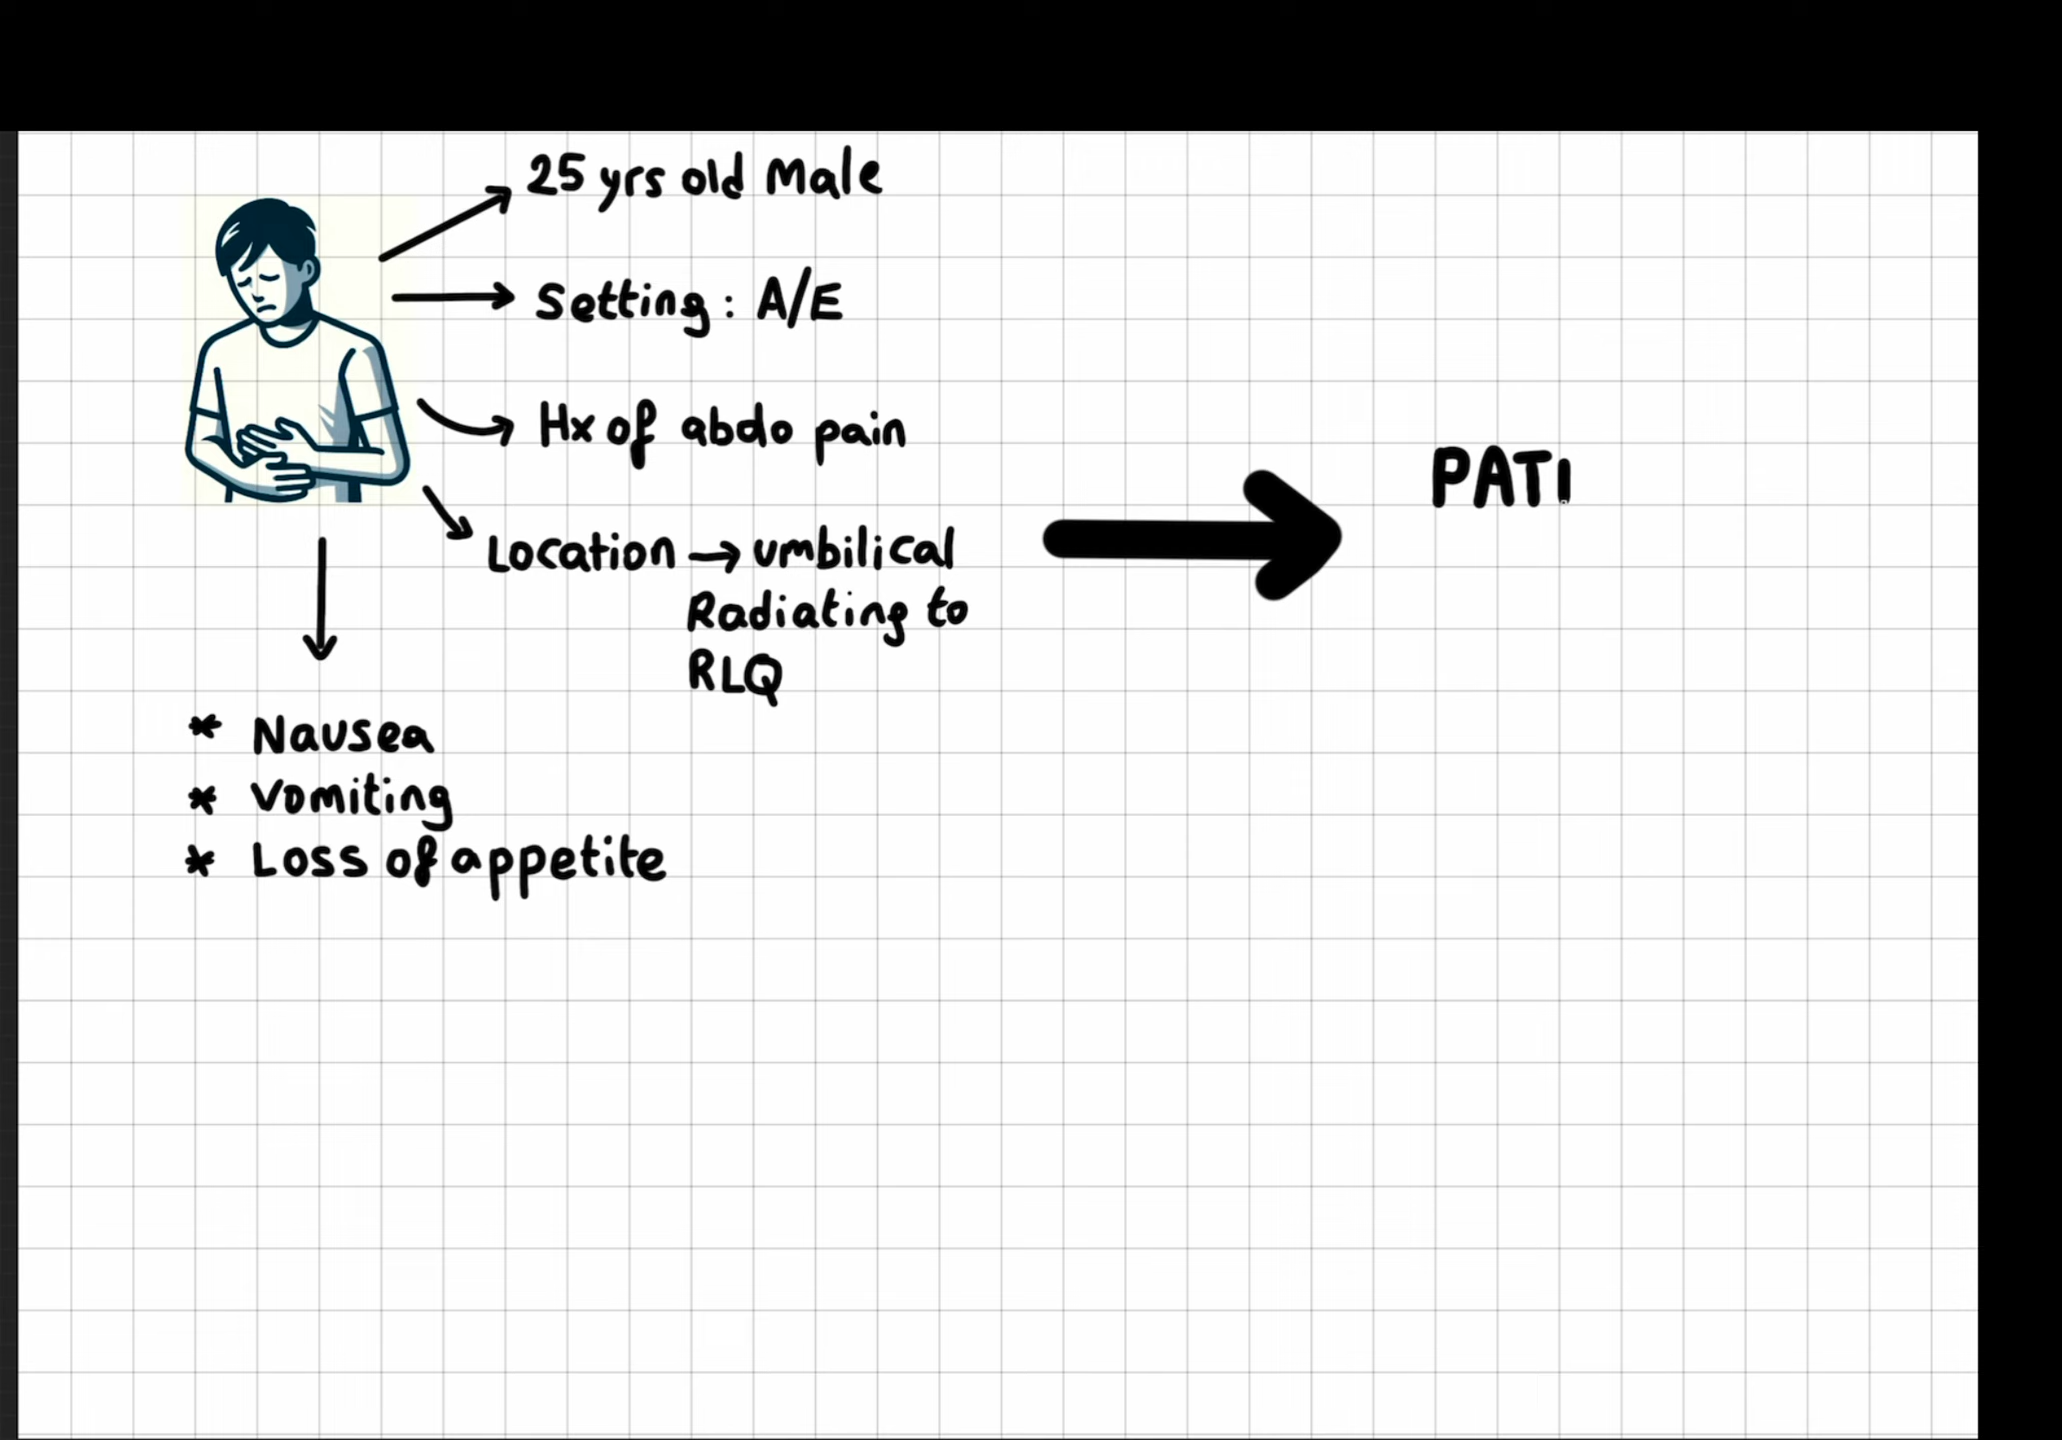 25 yrs old Male
Setting: A/E
Hx of abdo pain
Location → umbilical
Radiating to
RLQ
* Nausea
* Vomiting
* Loss of appetite
PATI